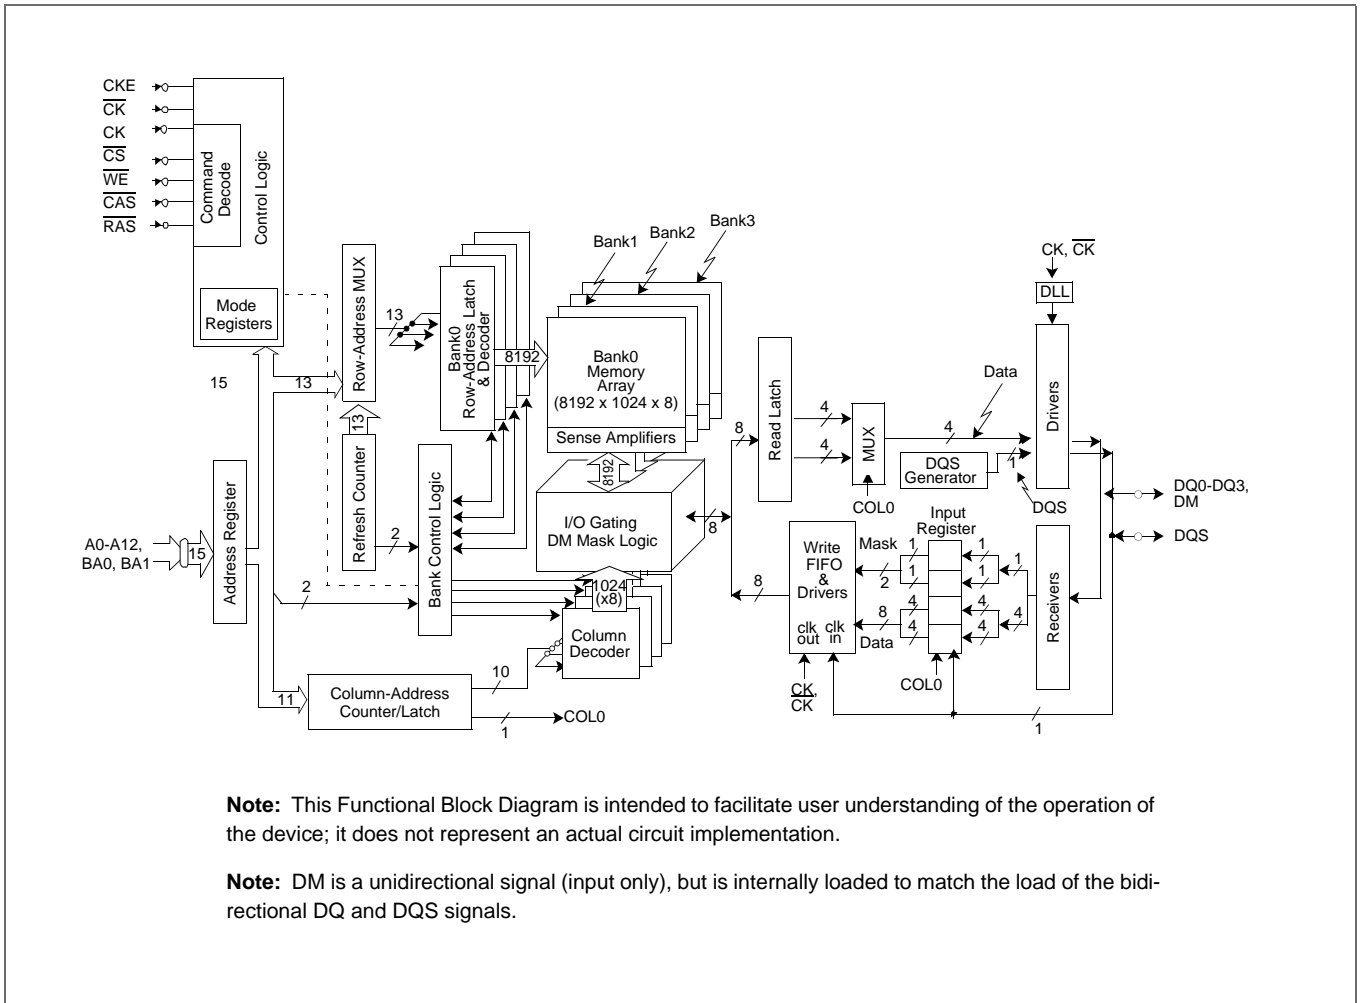 CKE
CK
CK
CS
WE
CAS
RAS
Command
Decode
Control Logic
Mode
Registers
15
13
Row-Address MUX
13
Refresh Counter
13
Bank0
Row-Address Latch
& Decoder
8192
Bank1
Bank2
Bank3
Bank0
Memory
Array
(8192 x 1024 x 8)
Sense Amplifiers
8192
I/O Gating
DM Mask Logic
A0-A12,
BA0, BA1
15
Address Register
2
2
Bank Control Logic
1024
(x8)
Column
Decoder
11
Column-Address
Counter/Latch
10
1
COL0
8
8
8
Read Latch
4
4
MUX
COL0
4
Data
DQS
Generator
1
DQS
CK, CK
DLL
Drivers
DQ0-DQ3,
DM
DQS
Input
Register
Write
FIFO
&
Drivers
clk
out
clk
in
Mask
1
1
2
8
4
4
Data
1
1
1
4
4
4
Receivers
COL0
CK,
CK
1
Note: This Functional Block Diagram is intended to facilitate user understanding of the operation of
the device; it does not represent an actual circuit implementation.
Note: DM is a unidirectional signal (input only), but is internally loaded to match the load of the bidi-
rectional DQ and DQS signals.